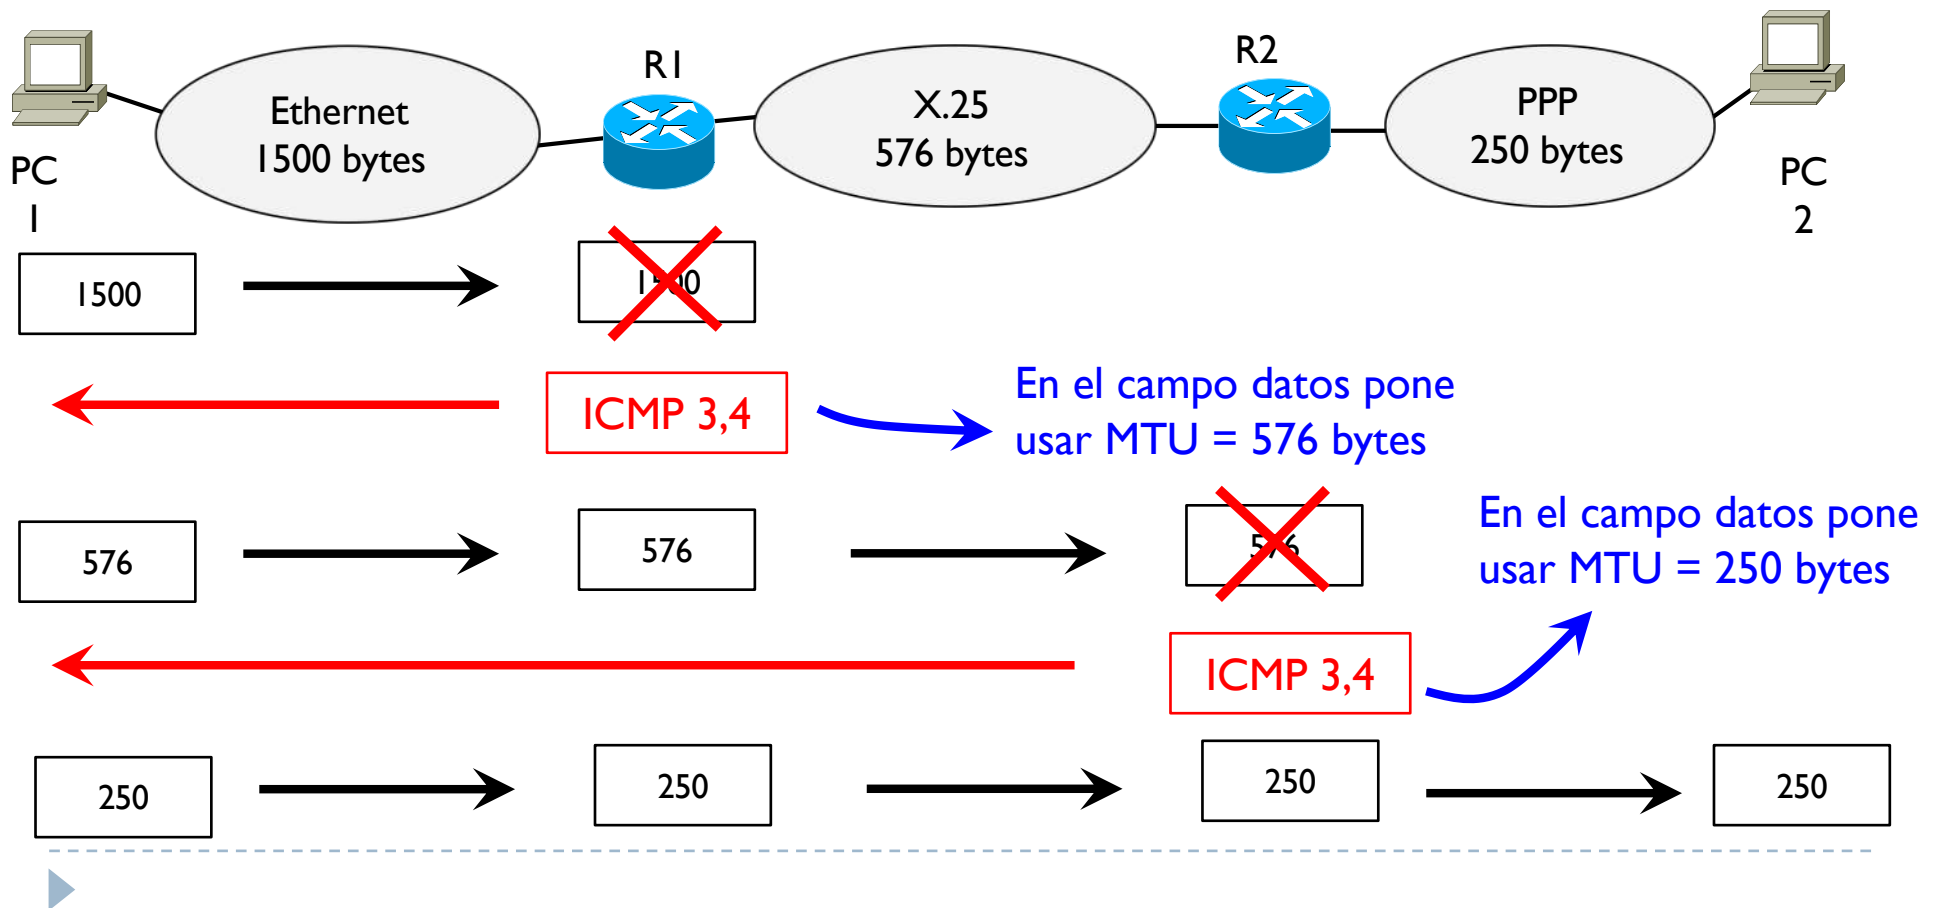 R1
R2
Ethernet
1500 bytes
X.25
576 bytes
PPP
250 bytes
PC
1
PC
2
1500
1500
ICMP 3,4
En el campo datos pone
usar MTU = 576 bytes
576
576
576
En el campo datos pone
usar MTU = 250 bytes
ICMP 3,4
250
250
250
250